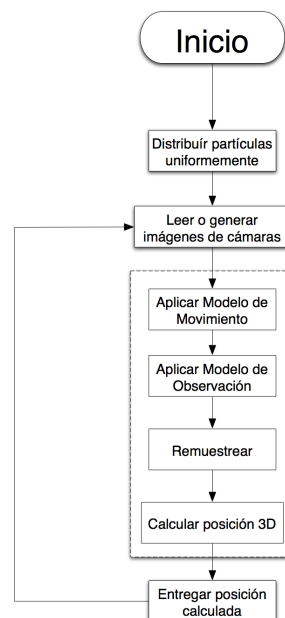 Inicio
Distribuír partículas
uniformemente
Leer o generar
imágenes de cámaras
Aplicar Modelo de
Movimiento
Aplicar Modelo de
Observación
Remuestrear
Calcular posición 3D
Entregar posición
calculada